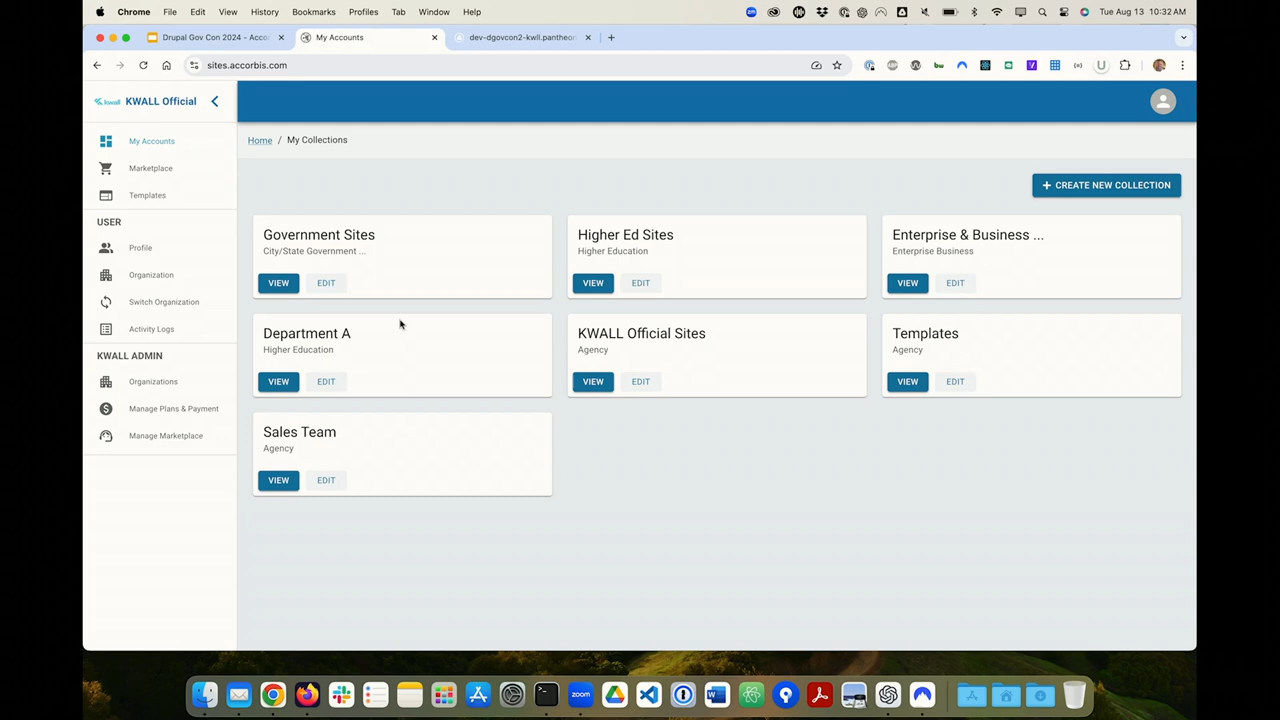 Chrome File Edit View History Bookmarks Profiles Tab Window Help Tue Aug 13 10:32 AM
Drupal Gov Con 2024 - Acco My Accounts dev-dgovcon2-kwll.pantheon
sites.accorbis.com
kwall KWALL Official
My Accounts
Marketplace
Templates
USER
Profile
Organization
Switch Organization
Activity Logs
KWALL ADMIN
Organizations
Manage Plans & Payment
Manage Marketplace
Home / My Collections
+ CREATE NEW COLLECTION
Government Sites
City/State Government ...
VIEW EDIT
Higher Ed Sites
Higher Education
VIEW EDIT
Enterprise & Business ...
Enterprise Business
VIEW EDIT
Department A
Higher Education
VIEW EDIT
KWALL Official Sites
Agency
VIEW EDIT
Templates
Agency
VIEW EDIT
Sales Team
Agency
VIEW EDIT